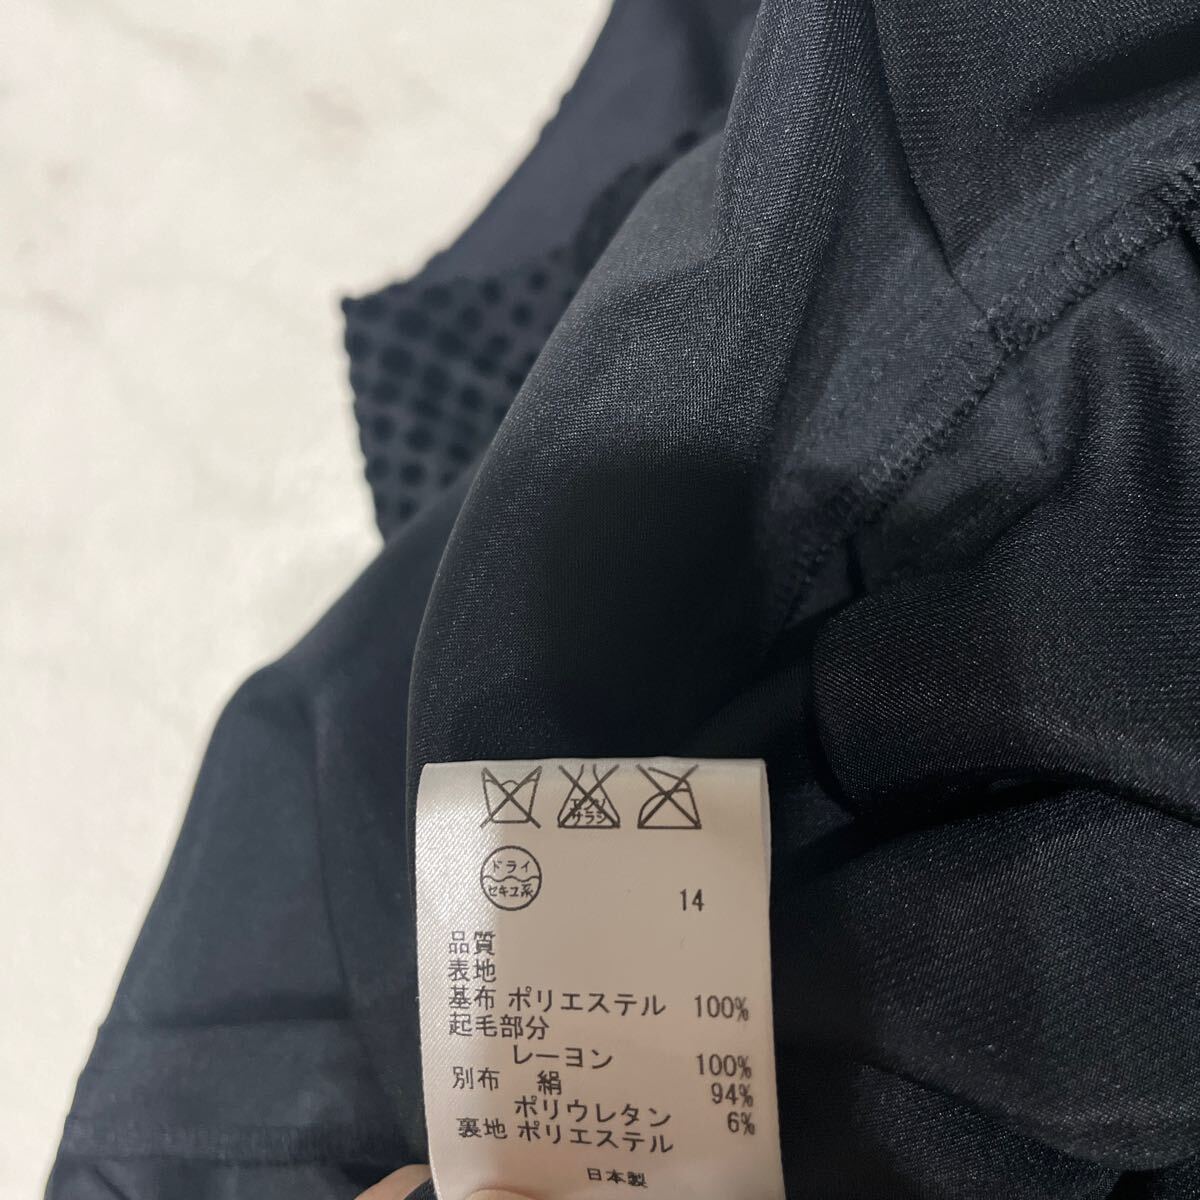 エンソ
サラシ
ドライ
セキユ系
14
品質
表地
基布 ポリエステル 100%
起毛部分
レーヨン 100%
別布 絹 94%
ポリウレタン 6%
裏地 ポリエステル
日本製